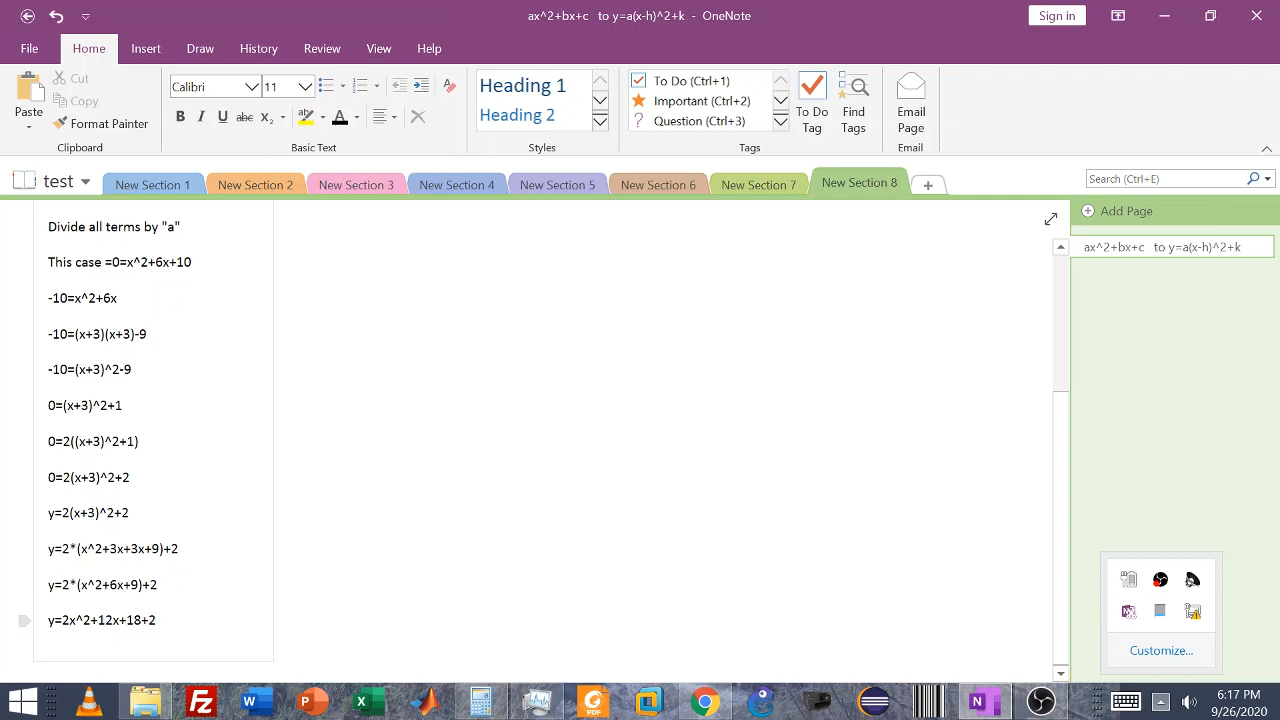 ax^2+bx+c   to y=a(x-h)^2+k - OneNote
Sign in
File Home Insert Draw History Review View Help
Paste
Cut
Copy
Format Painter
Clipboard
Calibri 11
B I U abc X2 A
Basic Text
Heading 1
Heading 2
Styles
To Do (Ctrl+1)
Important (Ctrl+2)
Question (Ctrl+3)
To Do Tag
Find Tags
Tags
Email Page
Email
test New Section 1 New Section 2 New Section 3 New Section 4 New Section 5 New Section 6 New Section 7 New Section 8
Search (Ctrl+E)
Add Page
ax^2+bx+c   to y=a(x-h)^2+k
Divide all terms by "a"
This case =0=x^2+6x+10
-10=x^2+6x
-10=(x+3)(x+3)-9
-10=(x+3)^2-9
0=(x+3)^2+1
0=2((x+3)^2+1)
0=2(x+3)^2+2
y=2(x+3)^2+2
y=2*(x^2+3x+3x+9)+2
y=2*(x^2+6x+9)+2
y=2x^2+12x+18+2
Customize...
6:17 PM
9/26/2020